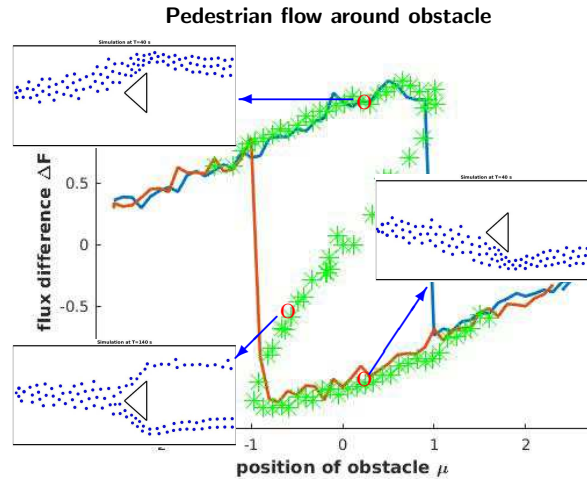 Pedestrian flow around obstacle
Simulation at T=40 s
0.5
0
-0.5
flux difference ΔF
Simulation at T=40 s
Simulation at T=140 s
-1
0
1
2
position of obstacle μ